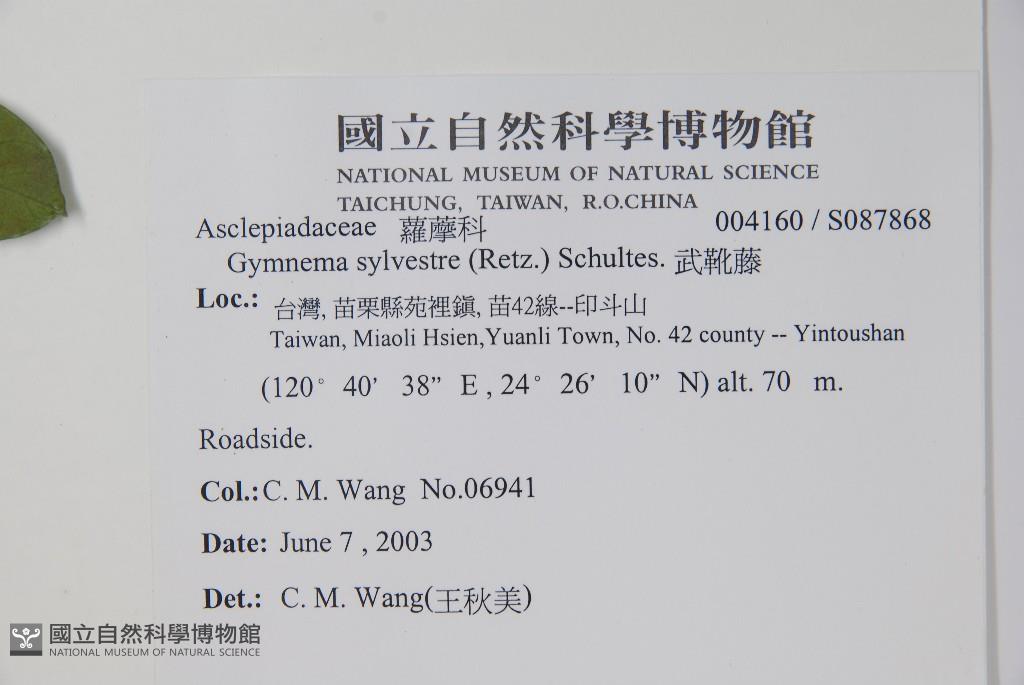 國立自然科學博物館
NATIONAL MUSEUM OF NATURAL SCIENCE
TAICHUNG, TAIWAN, R.O.CHINA
Asclepiadaceae 蘿藦科 004160 / S087868
Gymnema sylvestre (Retz.) Schultes. 武靴藤
Loc.: 台灣, 苗栗縣苑裡鎭, 苗42線--印斗山
Taiwan, Miaoli Hsien,Yuanli Town, No. 42 county -- Yintoushan
(120° 40’ 38” E , 24° 26’ 10” N) alt. 70 m.
Roadside.
Col.: C. M. Wang No.06941
Date: June 7 , 2003
Det.: C. M. Wang(王秋美)
國立自然科學博物館
NATIONAL MUSEUM OF NATURAL SCIENCE